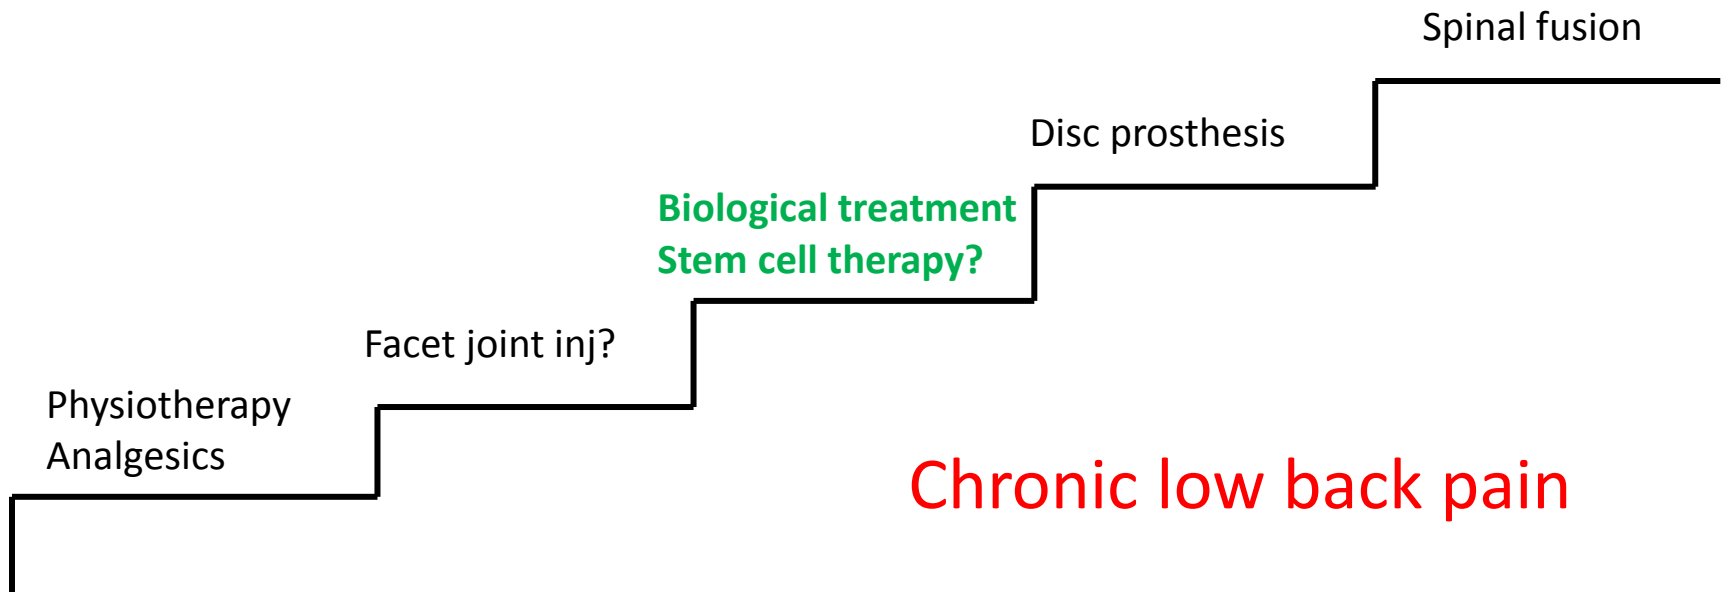 Spinal fusion
Disc prosthesis
Biological treatment
Stem cell therapy?
Facet joint inj?
Physiotherapy
Analgesics
Chronic low back pain